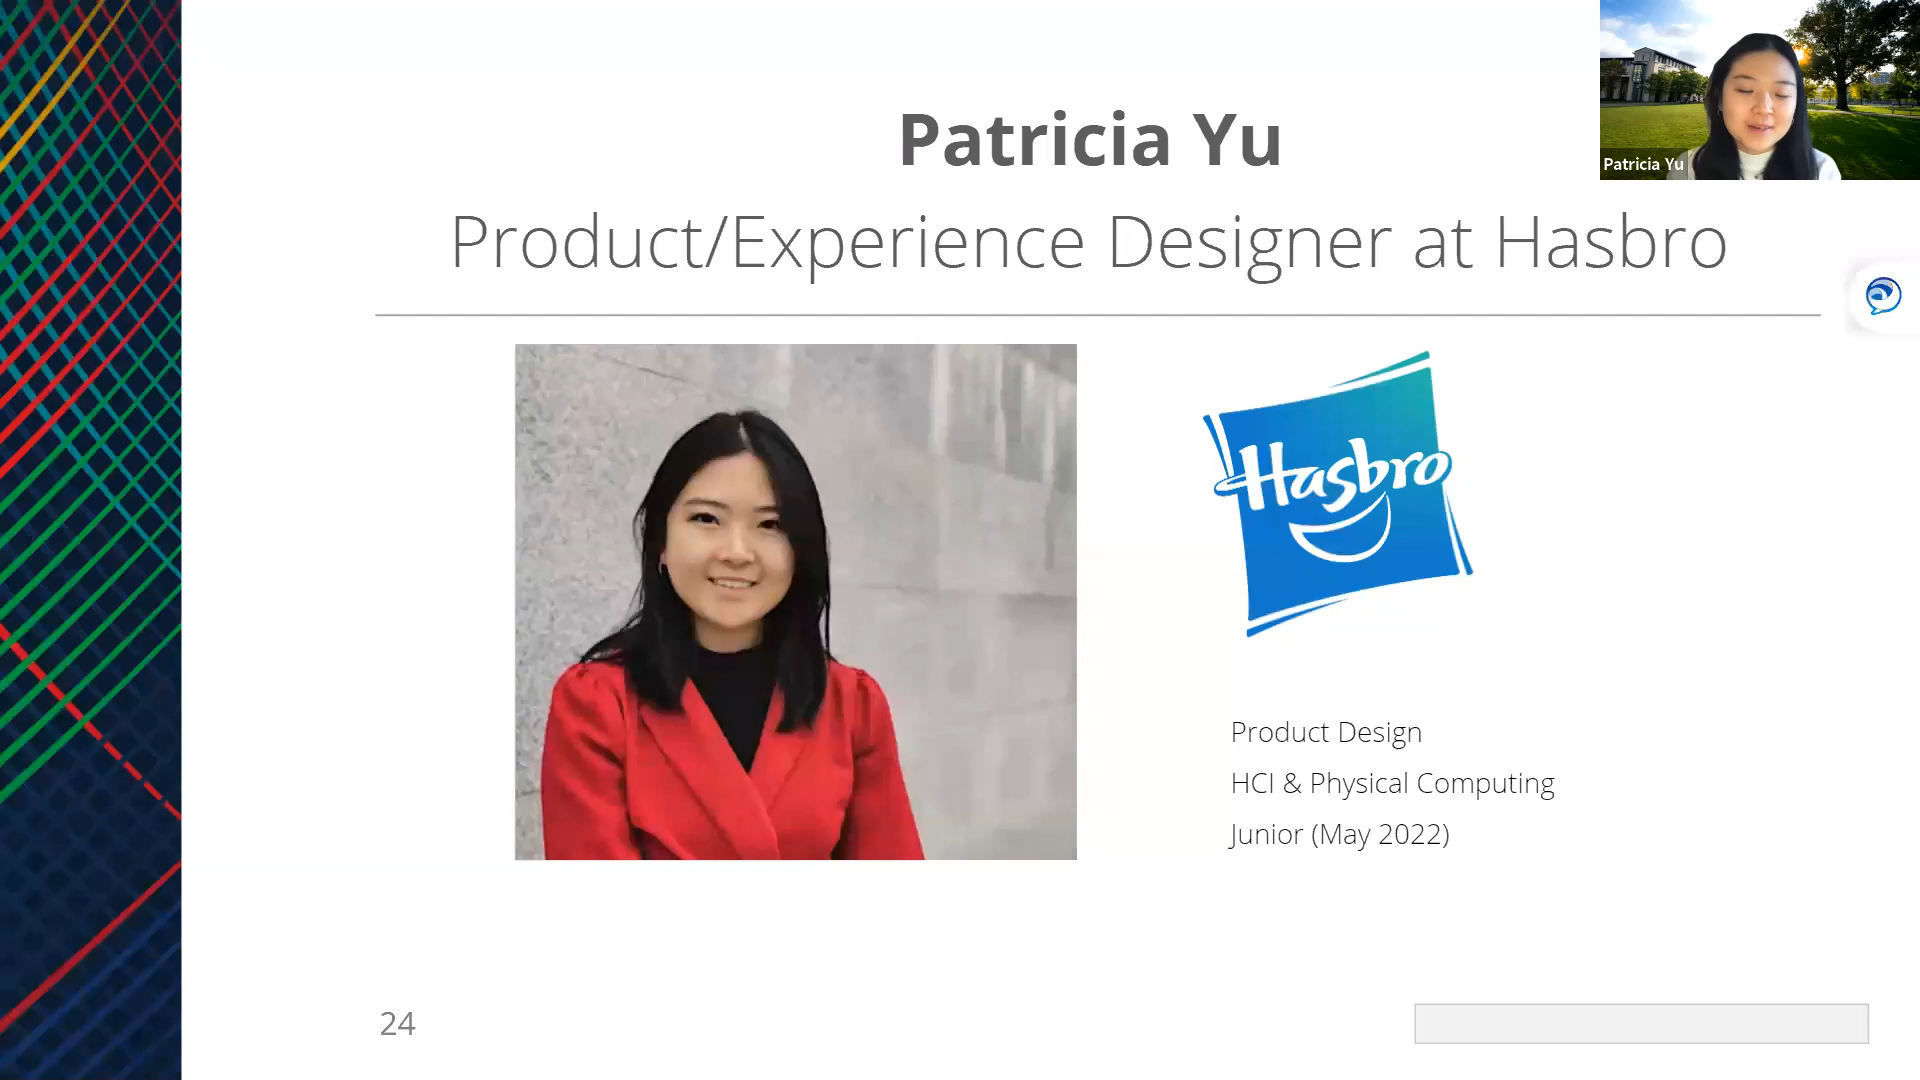 Patricia Yu
Product/Experience Designer at Hasbro
Patricia Yu
Hasbro
Product Design
HCI & Physical Computing
Junior (May 2022)
24